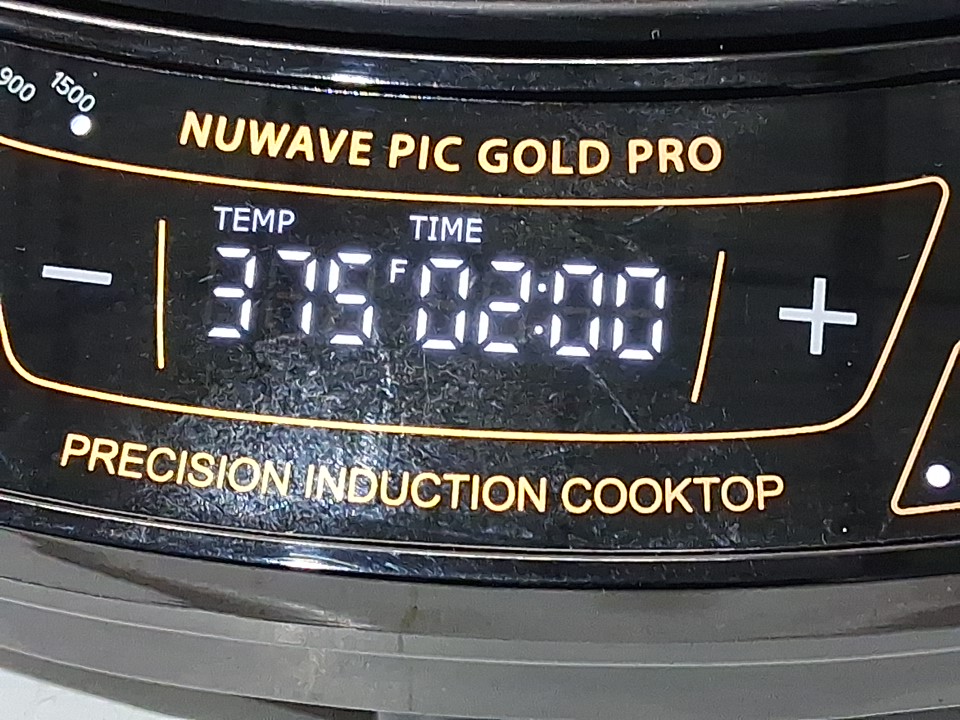 900 1500
NUWAVE PIC GOLD PRO
TEMP TIME
− 375 F 02:00 +
PRECISION INDUCTION COOKTOP